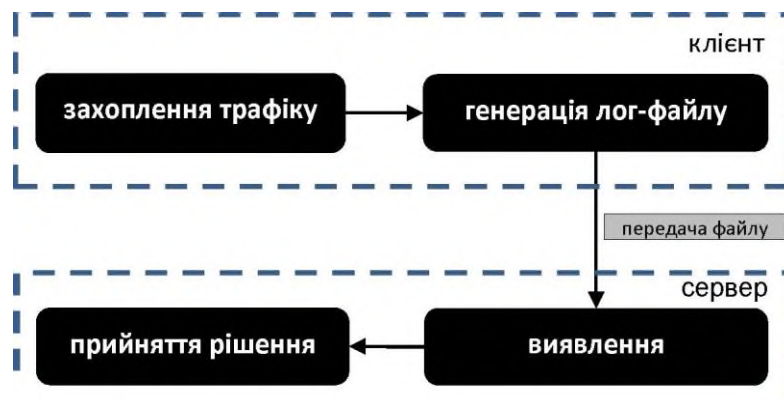 клієнт
захоплення трафіку
генерація лог-файлу
передача файлу
сервер
прийняття рішення
виявлення